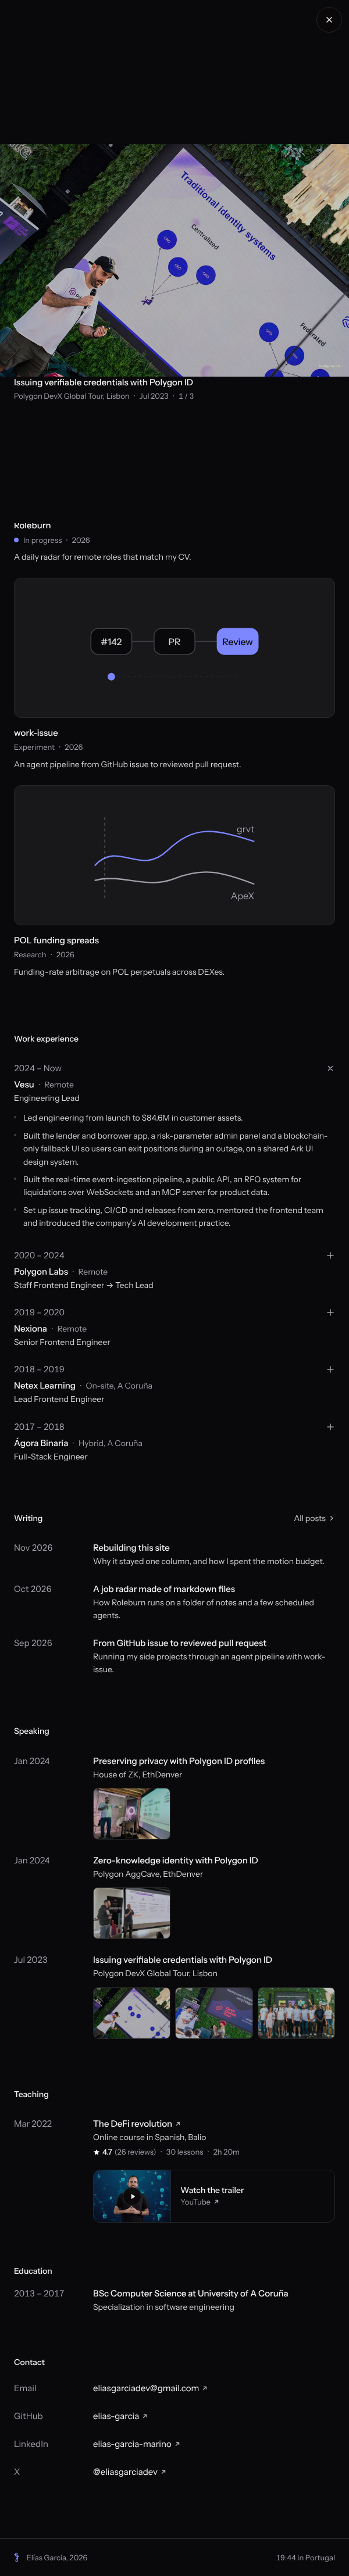 Traditional identity systems
Centralized
Federated
Issuing verifiable credentials with Polygon ID
Polygon DevX Global Tour, Lisbon · Jul 2023 · 1 / 3
Roleburn
In progress · 2026
A daily radar for remote roles that match my CV.
#142
PR
Review
work-issue
Experiment · 2026
An agent pipeline from GitHub issue to reviewed pull request.
grvt
ApeX
POL funding spreads
Research · 2026
Funding-rate arbitrage on POL perpetuals across DEXes.
Work experience
2024 – Now
Vesu · Remote
Engineering Lead
Led engineering from launch to $84.6M in customer assets.
Built the lender and borrower app, a risk-parameter admin panel and a blockchain-
only fallback UI so users can exit positions during an outage, on a shared Ark UI
design system.
Built the real-time event-ingestion pipeline, a public API, an RFQ system for
liquidations over WebSockets and an MCP server for product data.
Set up issue tracking, CI/CD and releases from zero, mentored the frontend team
and introduced the company's AI development practice.
2020 – 2024
Polygon Labs · Remote
Staff Frontend Engineer → Tech Lead
2019 – 2020
Nexiona · Remote
Senior Frontend Engineer
2018 – 2019
Netex Learning · On-site, A Coruña
Lead Frontend Engineer
2017 – 2018
Ágora Binaria · Hybrid, A Coruña
Full-Stack Engineer
Writing
All posts
Nov 2026
Rebuilding this site
Why it stayed one column, and how I spent the motion budget.
Oct 2026
A job radar made of markdown files
How Roleburn runs on a folder of notes and a few scheduled
agents.
Sep 2026
From GitHub issue to reviewed pull request
Running my side projects through an agent pipeline with work-
issue.
Speaking
Jan 2024
Preserving privacy with Polygon ID profiles
House of ZK, EthDenver
Jan 2024
Zero-knowledge identity with Polygon ID
Polygon AggCave, EthDenver
Jul 2023
Issuing verifiable credentials with Polygon ID
Polygon DevX Global Tour, Lisbon
Teaching
Mar 2022
The DeFi revolution ↗
Online course in Spanish, Balio
★ 4.7 (26 reviews) · 30 lessons · 2h 20m
Watch the trailer
YouTube ↗
Education
2013 – 2017
BSc Computer Science at University of A Coruña
Specialization in software engineering
Contact
Email
eliasgarciadev@gmail.com ↗
GitHub
elias-garcia ↗
LinkedIn
elias-garcia-marino ↗
X
@eliasgarciadev ↗
Elías García, 2026
19:44 in Portugal